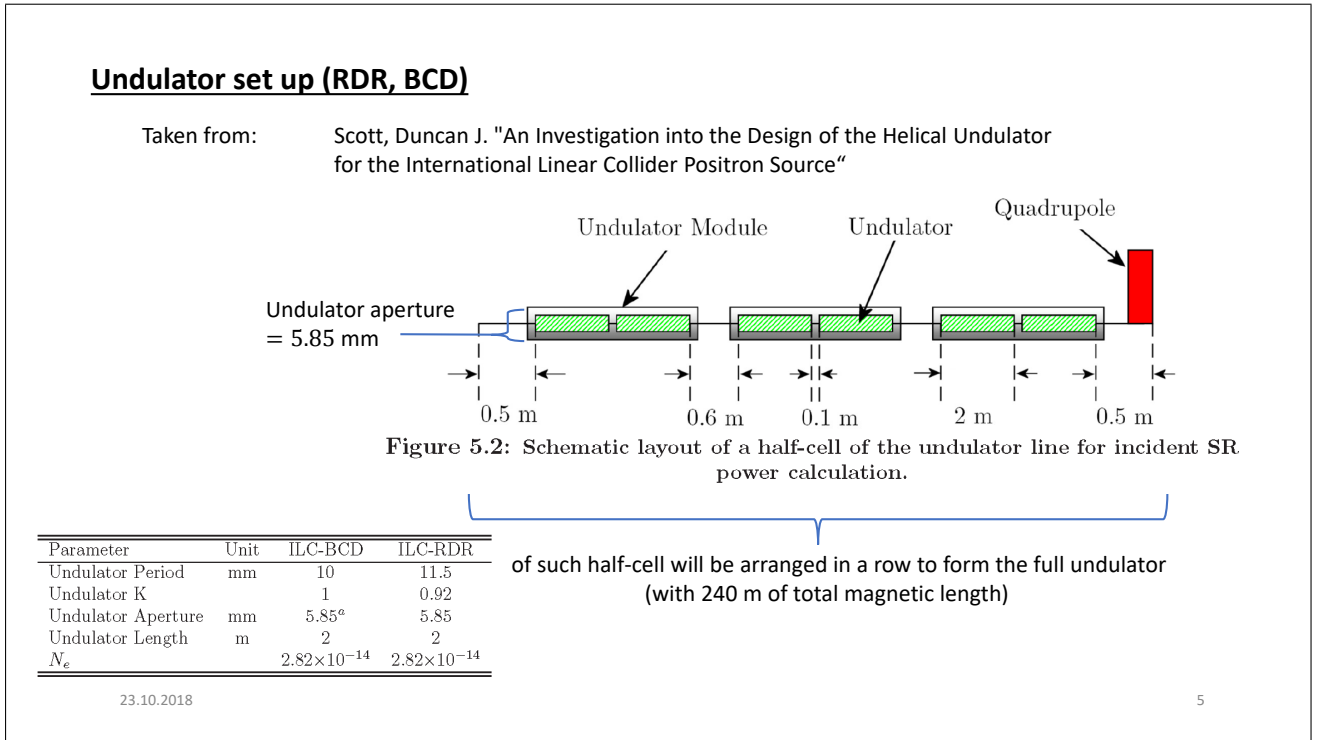 Undulator set up (RDR, BCD)
Taken from: Scott, Duncan J. "An Investigation into the Design of the Helical Undulator
for the International Linear Collider Positron Source“
Quadrupole
Undulator Module Undulator
Undulator aperture
= 5.85 mm
0.5 m 0.6 m 0.1 m 2 m 0.5 m
Figure 5.2: Schematic layout of a half-cell of the undulator line for incident SR
power calculation.
of such half-cell will be arranged in a row to form the full undulator
(with 240 m of total magnetic length)
Parameter Unit ILC-BCD ILC-RDR
Undulator Period mm 10 11.5
Undulator K 1 0.92
Undulator Aperture mm 5.85ᵃ 5.85
Undulator Length m 2 2
Nₑ 2.82×10⁻¹⁴ 2.82×10⁻¹⁴
23.10.2018 5